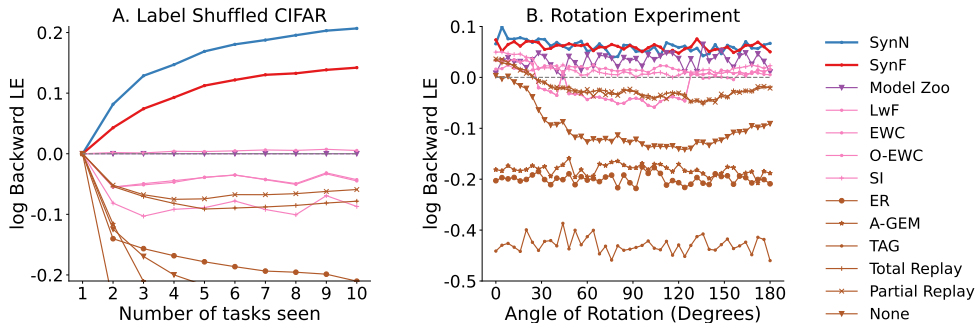 A. Label Shuffled CIFAR
log Backward LE
0.2
0.1
0.0
-0.1
-0.2
1 2 3 4 5 6 7 8 9 10
Number of tasks seen
B. Rotation Experiment
log Backward LE
0.1
0.0
-0.1
-0.2
-0.4
-0.5
0 30 60 90 120 150 180
Angle of Rotation (Degrees)
SynN
SynF
Model Zoo
LwF
EWC
O-EWC
SI
ER
A-GEM
TAG
Total Replay
Partial Replay
None